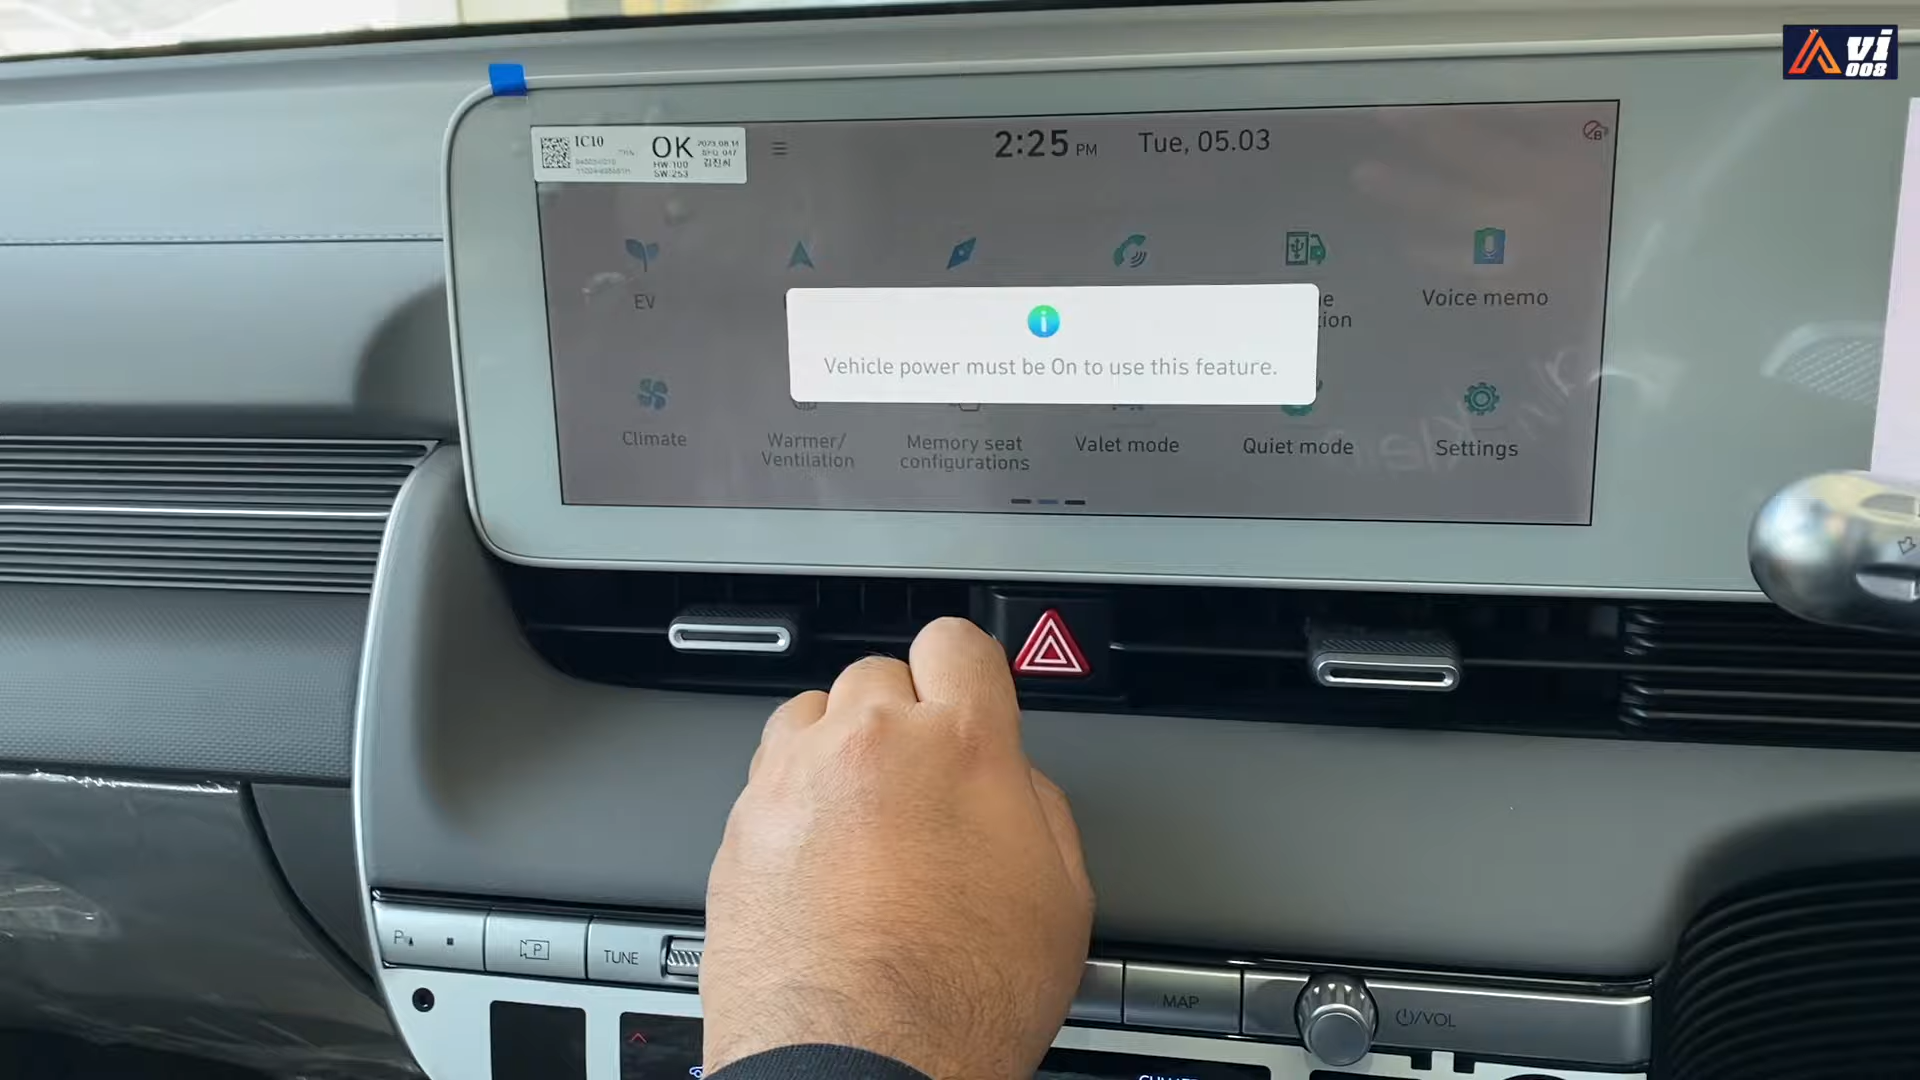 Avi
008
IC10
OK
HW:100
SW:253
2:25 PM
Tue, 05.03
EV
Voice memo
Vehicle power must be On to use this feature.
Climate
Warmer/
Ventilation
Memory seat
configurations
Valet mode
Quiet mode
Settings
P
P
TUNE
MAP
/VOL